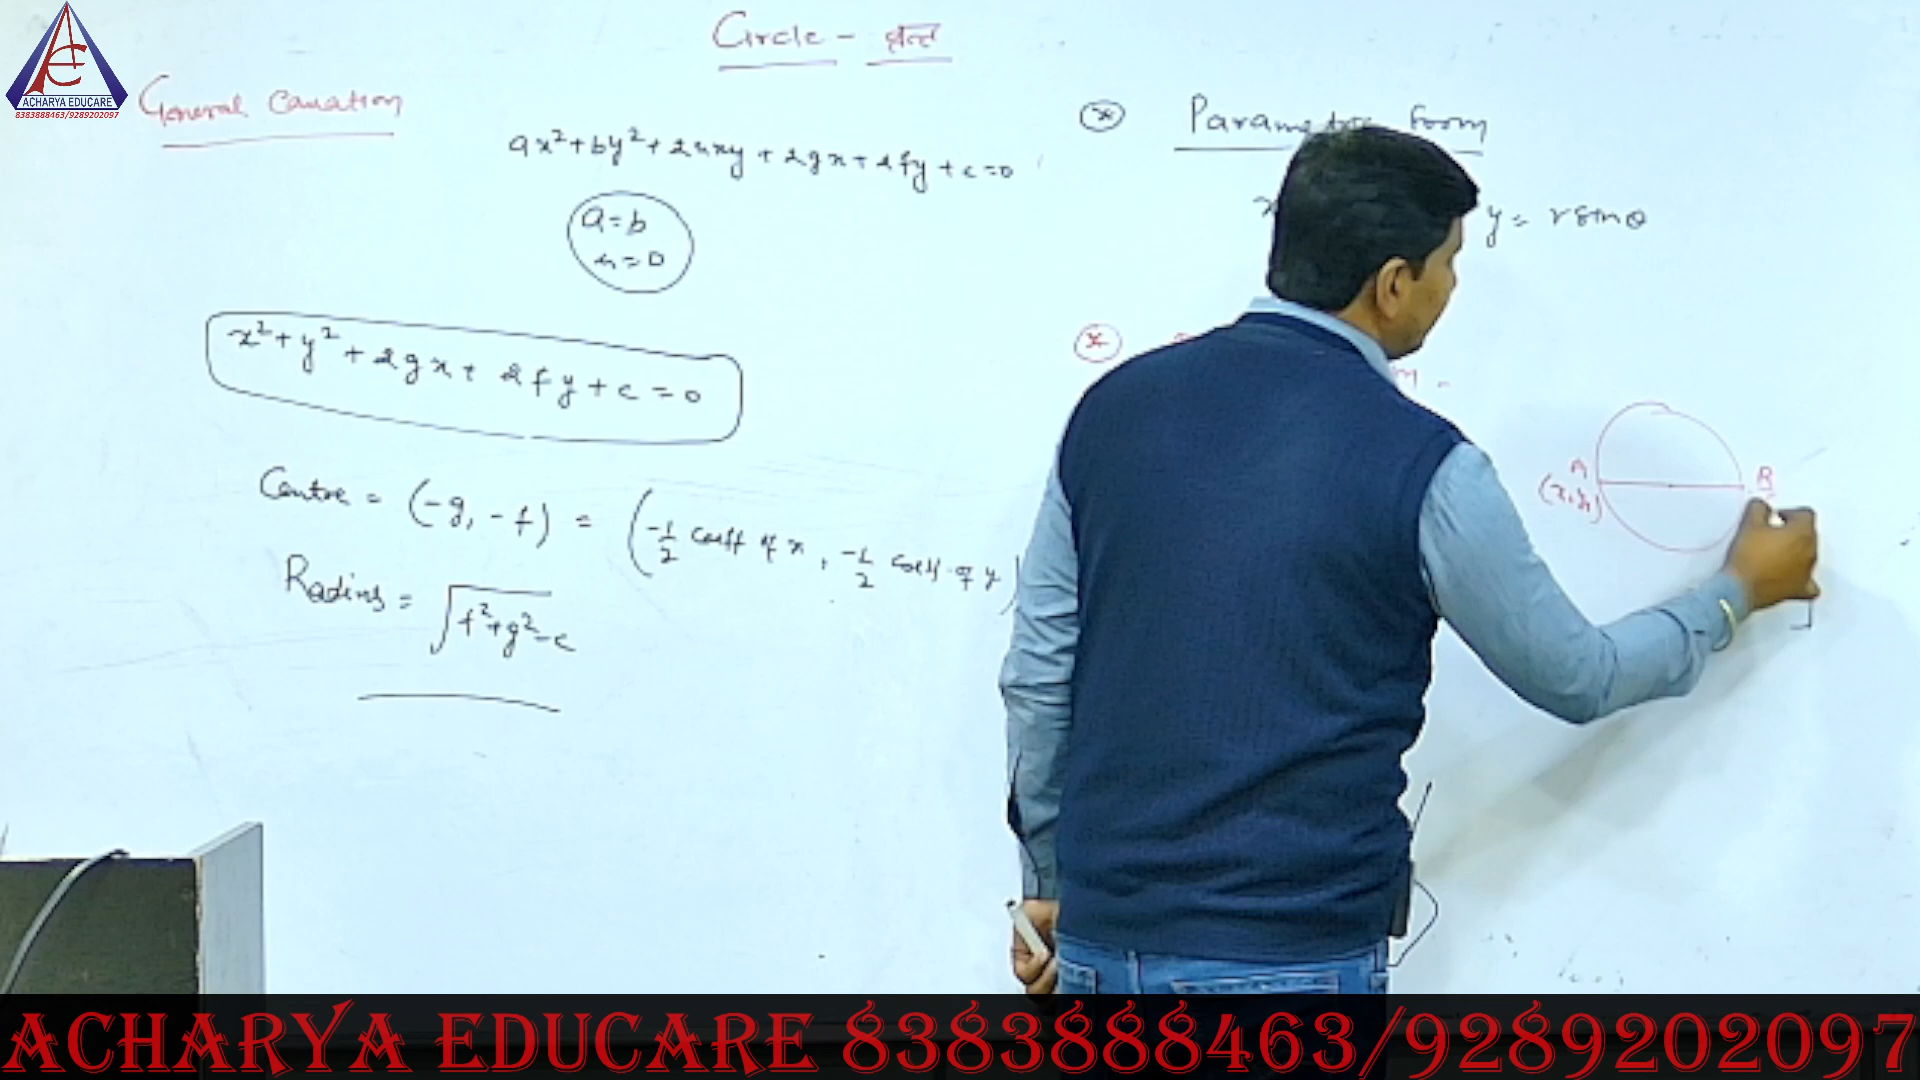 Circle - वृत्त
ACHARYA EDUCARE
8383888463/9289202097
General Equation
ax²+by²+2hxy+2gx+2fy+c=0
a=b
h=0
x²+y²+2gx+2fy+c=0
Centre = (-g, -f) = (-1/2 coeff of x, -1/2 coeff. of y)
Radius = √f²+g²-c
Parametric Form
y = r sinθ
A
B
(x₁y₁)
ACHARYA EDUCARE 8383888463/9289202097